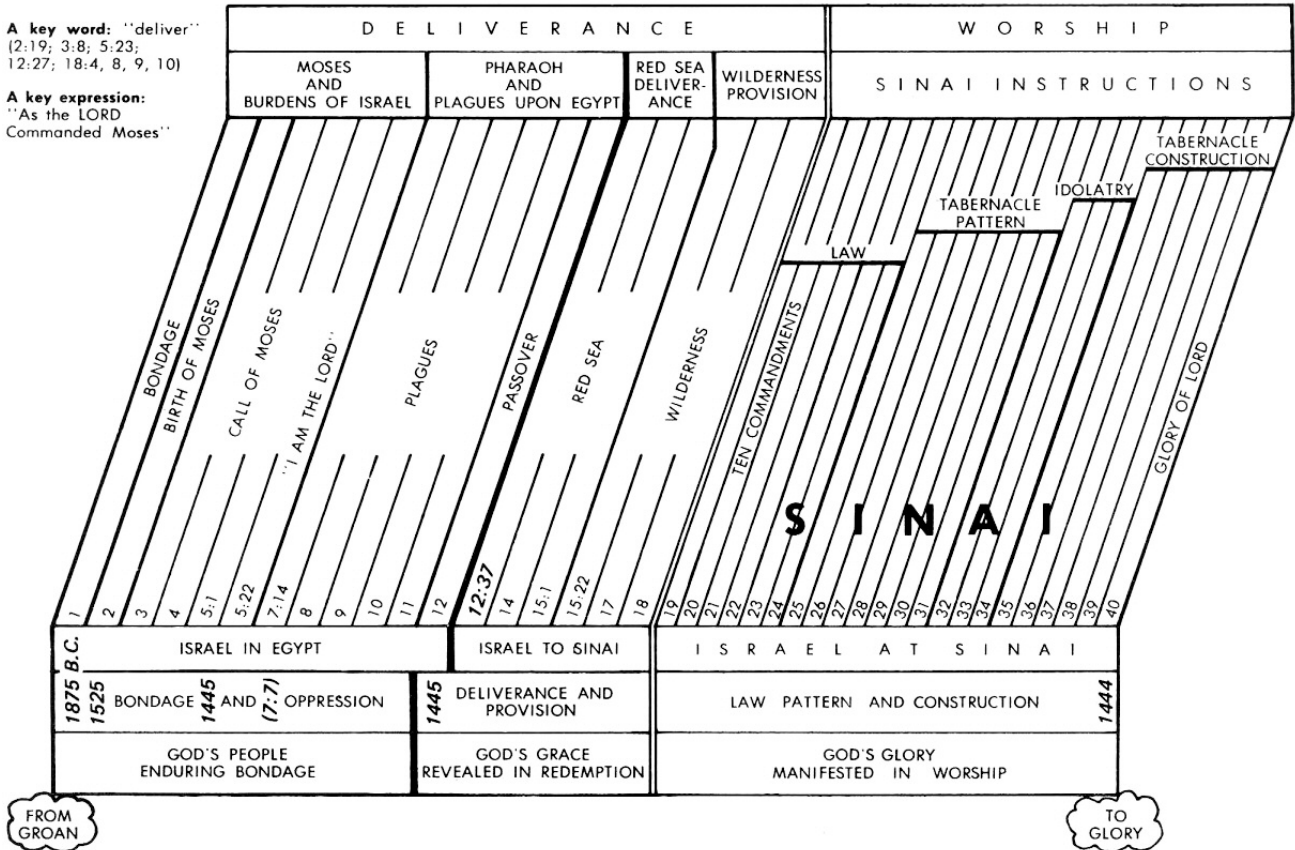 A key word: "deliver"
(2:19; 3:8; 5:23;
12:27; 18:4, 8, 9, 10)
A key expression:
"As the LORD
Commanded Moses"
DELIVERANCE
WORSHIP
MOSES
AND
BURDENS OF ISRAEL
PHARAOH
AND
PLAGUES UPON EGYPT
RED SEA
DELIVER-
ANCE
WILDERNESS
PROVISION
SINAI INSTRUCTIONS
TABERNACLE
CONSTRUCTION
IDOLATRY
TABERNACLE
PATTERN
LAW
BONDAGE
BIRTH OF MOSES
CALL OF MOSES
"I AM THE LORD"
PLAGUES
PASSOVER
RED SEA
WILDERNESS
TEN COMMANDMENTS
GLORY OF LORD
SINAI
1 2 3 4 5:1 5:22 7:14 8 9 10 11 12 12:37 14 15:1 15:22 17 18 19 20 21 22 23 24 25 26 27 28 29 30 31 32 33 34 35 36 37 38 39 40
ISRAEL IN EGYPT
ISRAEL TO SINAI
ISRAEL AT SINAI
1875 B.C.
1525
BONDAGE 1445 AND (7:7) OPPRESSION
1445
DELIVERANCE AND
PROVISION
LAW PATTERN AND CONSTRUCTION
1444
GOD'S PEOPLE
ENDURING BONDAGE
GOD'S GRACE
REVEALED IN REDEMPTION
GOD'S GLORY
MANIFESTED IN WORSHIP
FROM
GROAN
TO
GLORY